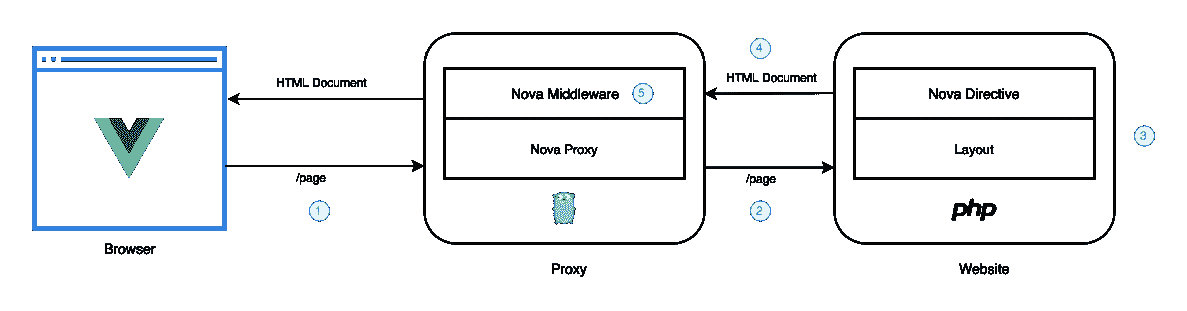 4
HTML Document
HTML Document
Nova Middleware
5
Nova Directive
3
Nova Proxy
Layout
/page
/page
1
2
php
Browser
Proxy
Website